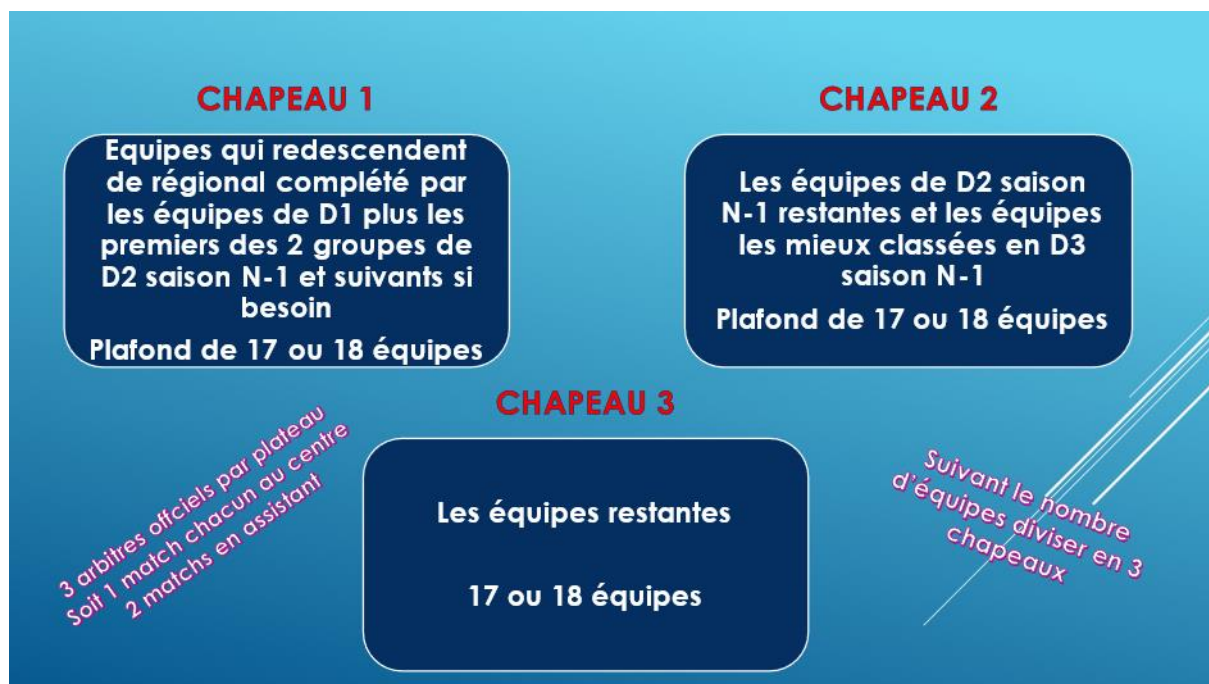 CHAPEAU 1
Equipes qui redescendent
de régional complété par
les équipes de D1 plus les
premiers des 2 groupes de
D2 saison N-1 et suivants si
besoin
Plafond de 17 ou 18 équipes
CHAPEAU 2
Les équipes de D2 saison
N-1 restantes et les équipes
les mieux classées en D3
saison N-1
Plafond de 17 ou 18 équipes
CHAPEAU 3
Les équipes restantes
17 ou 18 équipes
3 arbitres offciels par plateau
Soit 1 match chacun au centre
2 matchs en assistant
Suivant le nombre
d'équipes diviser en 3
chapeaux